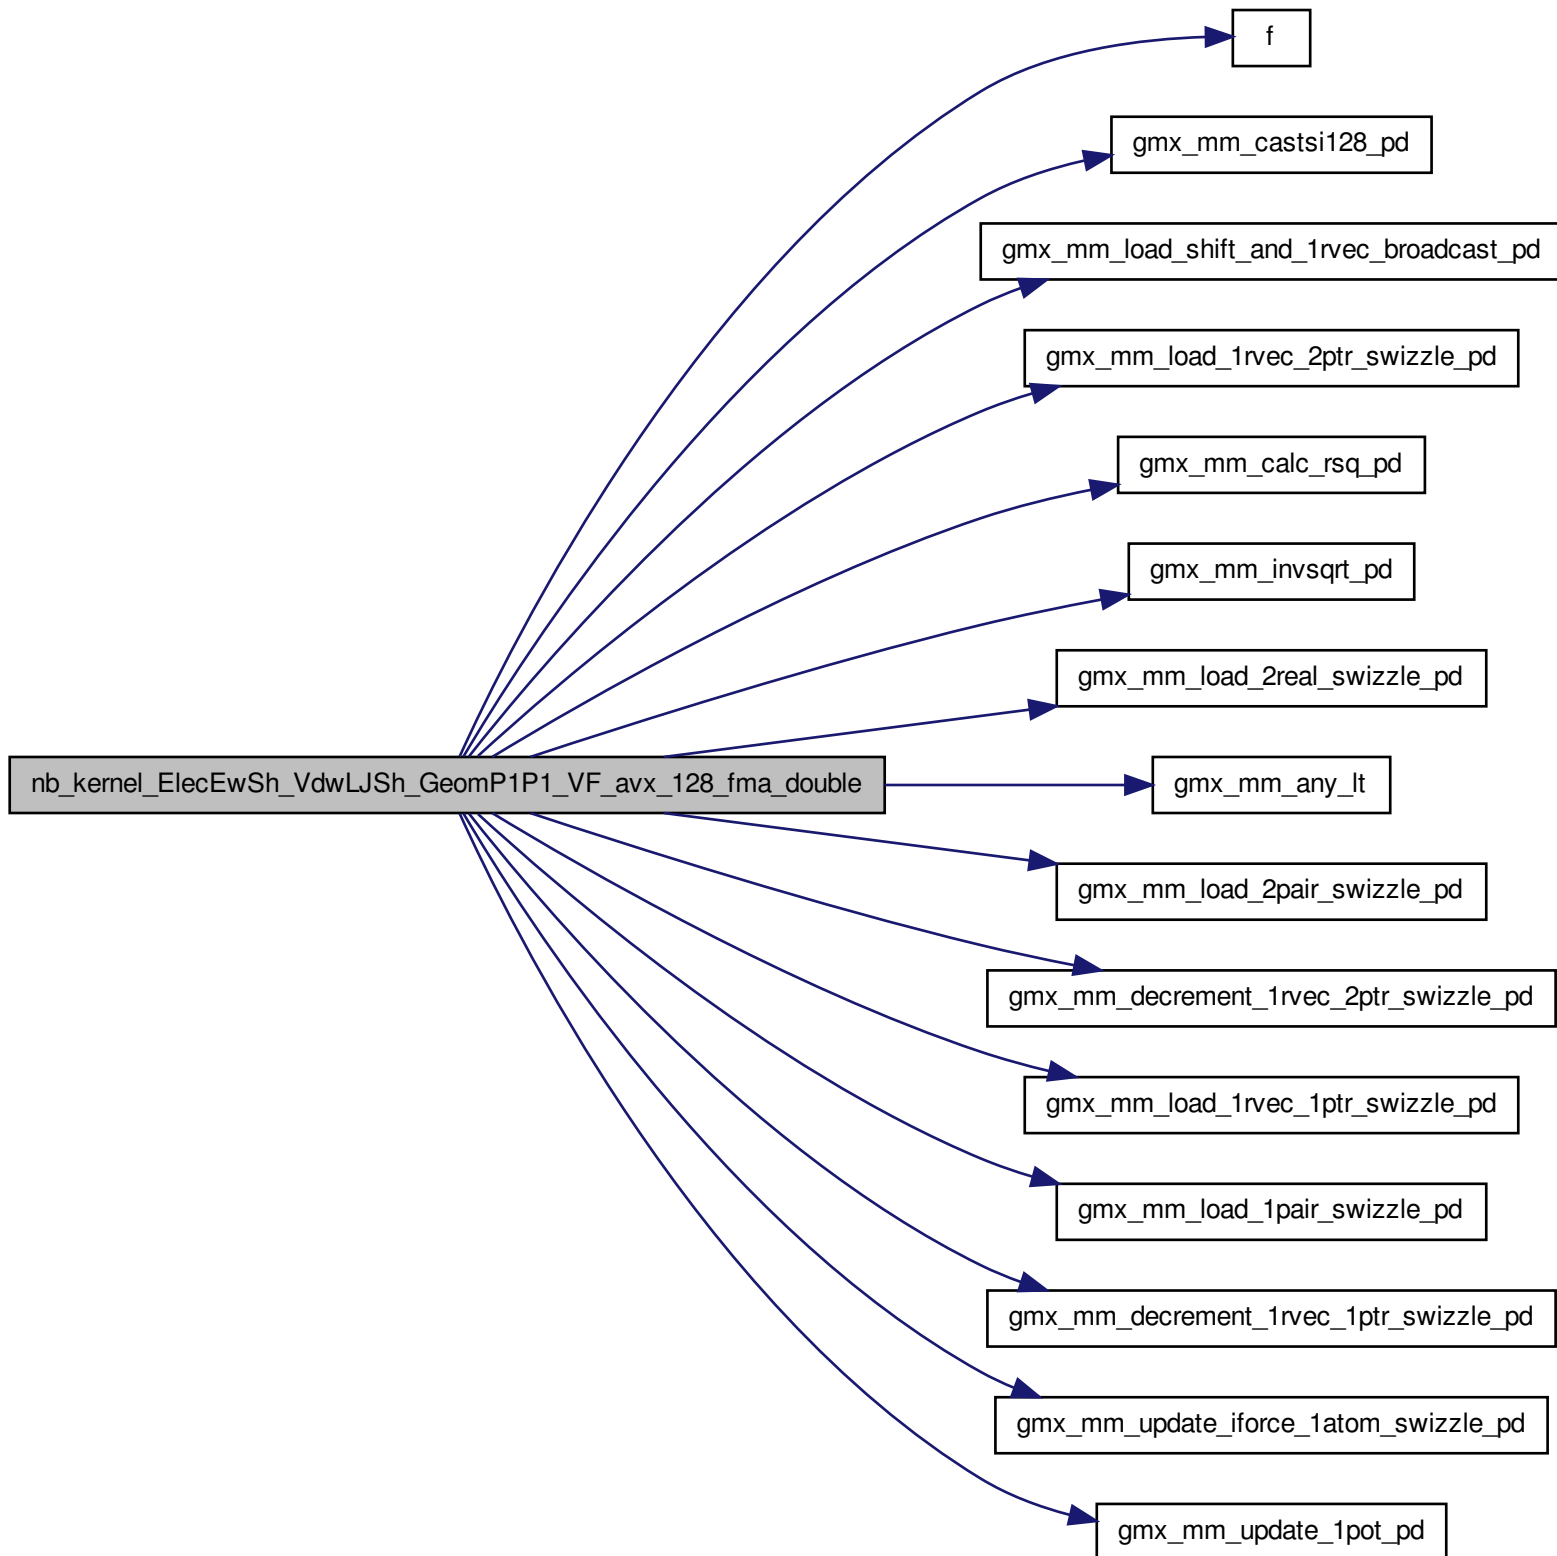 f
gmx_mm_castsi128_pd
gmx_mm_load_shift_and_1rvec_broadcast_pd
gmx_mm_load_1rvec_2ptr_swizzle_pd
gmx_mm_calc_rsq_pd
gmx_mm_invsqrt_pd
gmx_mm_load_2real_swizzle_pd
nb_kernel_ElecEwSh_VdwLJSh_GeomP1P1_VF_avx_128_fma_double
gmx_mm_any_lt
gmx_mm_load_2pair_swizzle_pd
gmx_mm_decrement_1rvec_2ptr_swizzle_pd
gmx_mm_load_1rvec_1ptr_swizzle_pd
gmx_mm_load_1pair_swizzle_pd
gmx_mm_decrement_1rvec_1ptr_swizzle_pd
gmx_mm_update_iforce_1atom_swizzle_pd
gmx_mm_update_1pot_pd